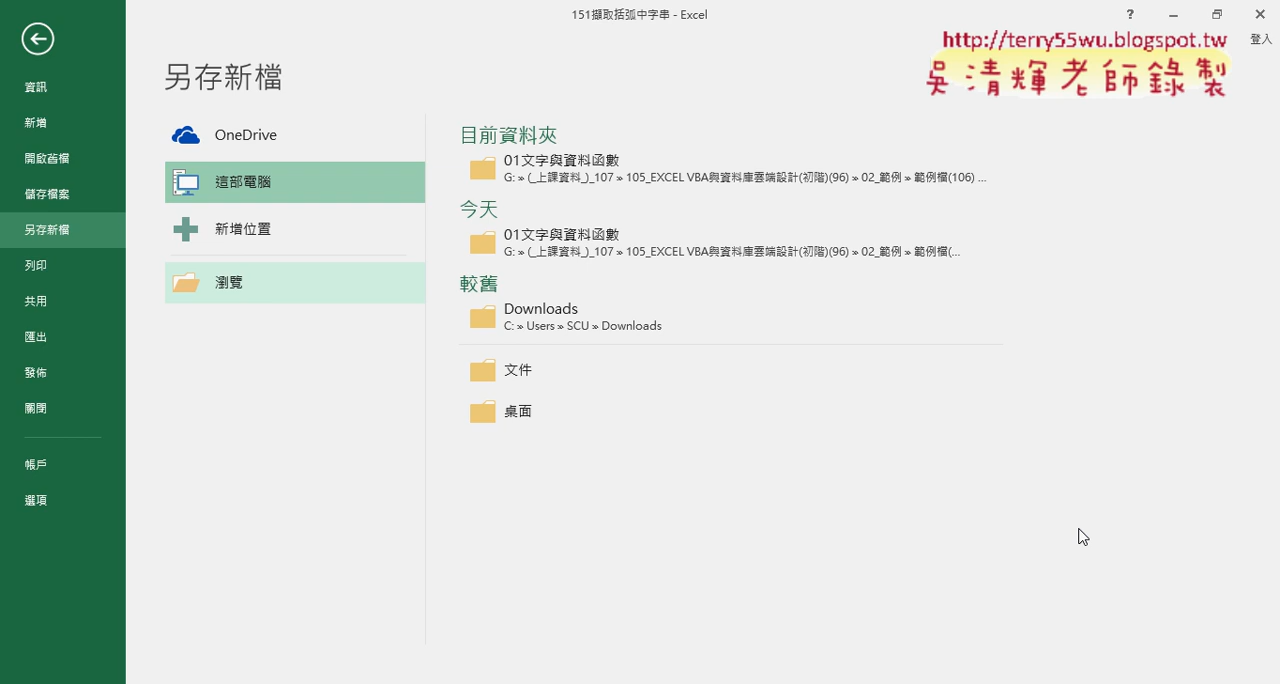 151擷取括弧中字串 - Excel
?
http://terry55wu.blogspot.tw
登入
吳清輝老師錄製
資訊
新增
開啟舊檔
儲存檔案
另存新檔
列印
共用
匯出
發佈
關閉
帳戶
選項
另存新檔
OneDrive
這部電腦
新增位置
瀏覽
目前資料夾
01文字與資料函數
G: » (_上課資料_)_107 » 105_EXCEL VBA與資料庫雲端設計(初階)(96) » 02_範例 » 範例檔(106) ...
今天
01文字與資料函數
G: » (_上課資料_)_107 » 105_EXCEL VBA與資料庫雲端設計(初階)(96) » 02_範例 » 範例檔(...
較舊
Downloads
C: » Users » SCU » Downloads
文件
桌面